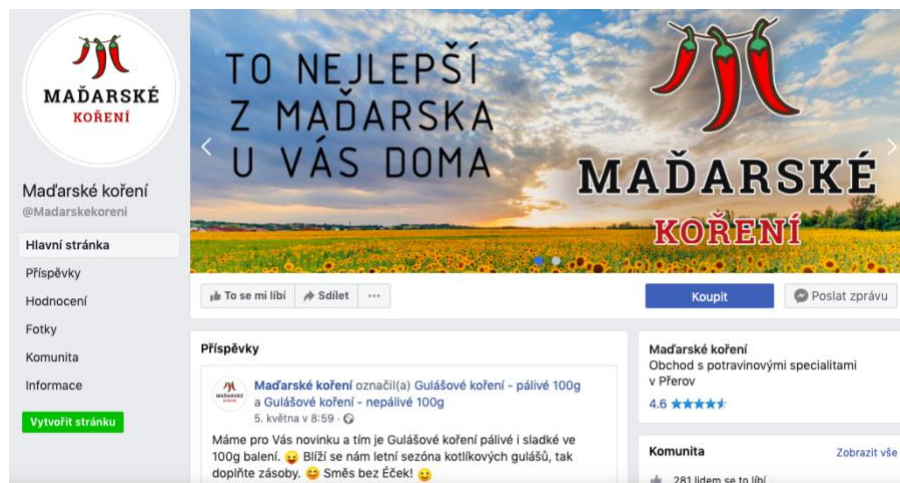 MAĎARSKÉ
KOŘENÍ
Maďarské koření
@Madarskekoreni
Hlavní stránka
Příspěvky
Hodnocení
Fotky
Komunita
Informace
Vytvořit stránku
TO NEJLEPŠÍ
Z MAĎARSKA
U VÁS DOMA
MAĎARSKÉ
KOŘENÍ
To se mi líbí
Sdílet
Koupit
Poslat zprávu
Příspěvky
Maďarské koření označil(a) Gulášové koření - pálivé 100g
a Gulášové koření - nepálivé 100g
5. května v 8:59 ·
Máme pro Vás novinku a tím je Gulášové koření pálivé i sladké ve
100g balení. 😛 Blíží se nám letní sezóna kotlíkových gulášů, tak
doplňte zásoby. 😊 Směs bez Éček! 😛
Maďarské koření
Obchod s potravinovými specialitami
v Přerov
4.6 ★★★★★
Komunita
Zobrazit vše
281 lidem se to líbí